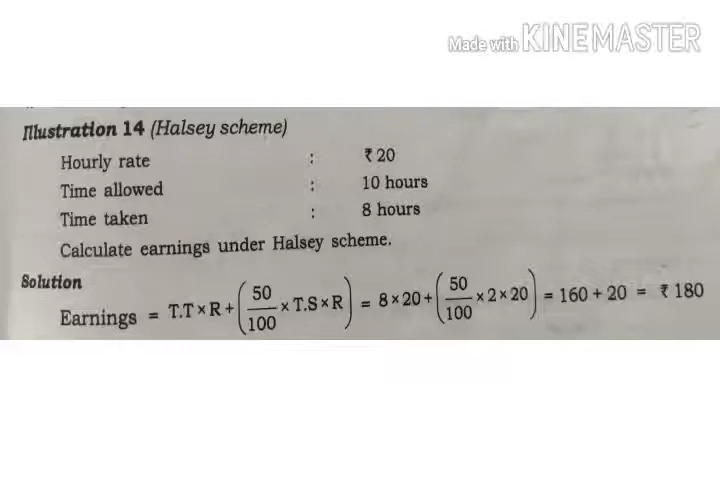 Made with KINEMASTER
Illustration 14 (Halsey scheme)
Hourly rate : ₹ 20
Time allowed : 10 hours
Time taken : 8 hours
Calculate earnings under Halsey scheme.
Solution
Earnings = T.T × R + (50/100 × T.S × R) = 8 × 20 + (50/100 × 2 × 20) = 160 + 20 = ₹ 180